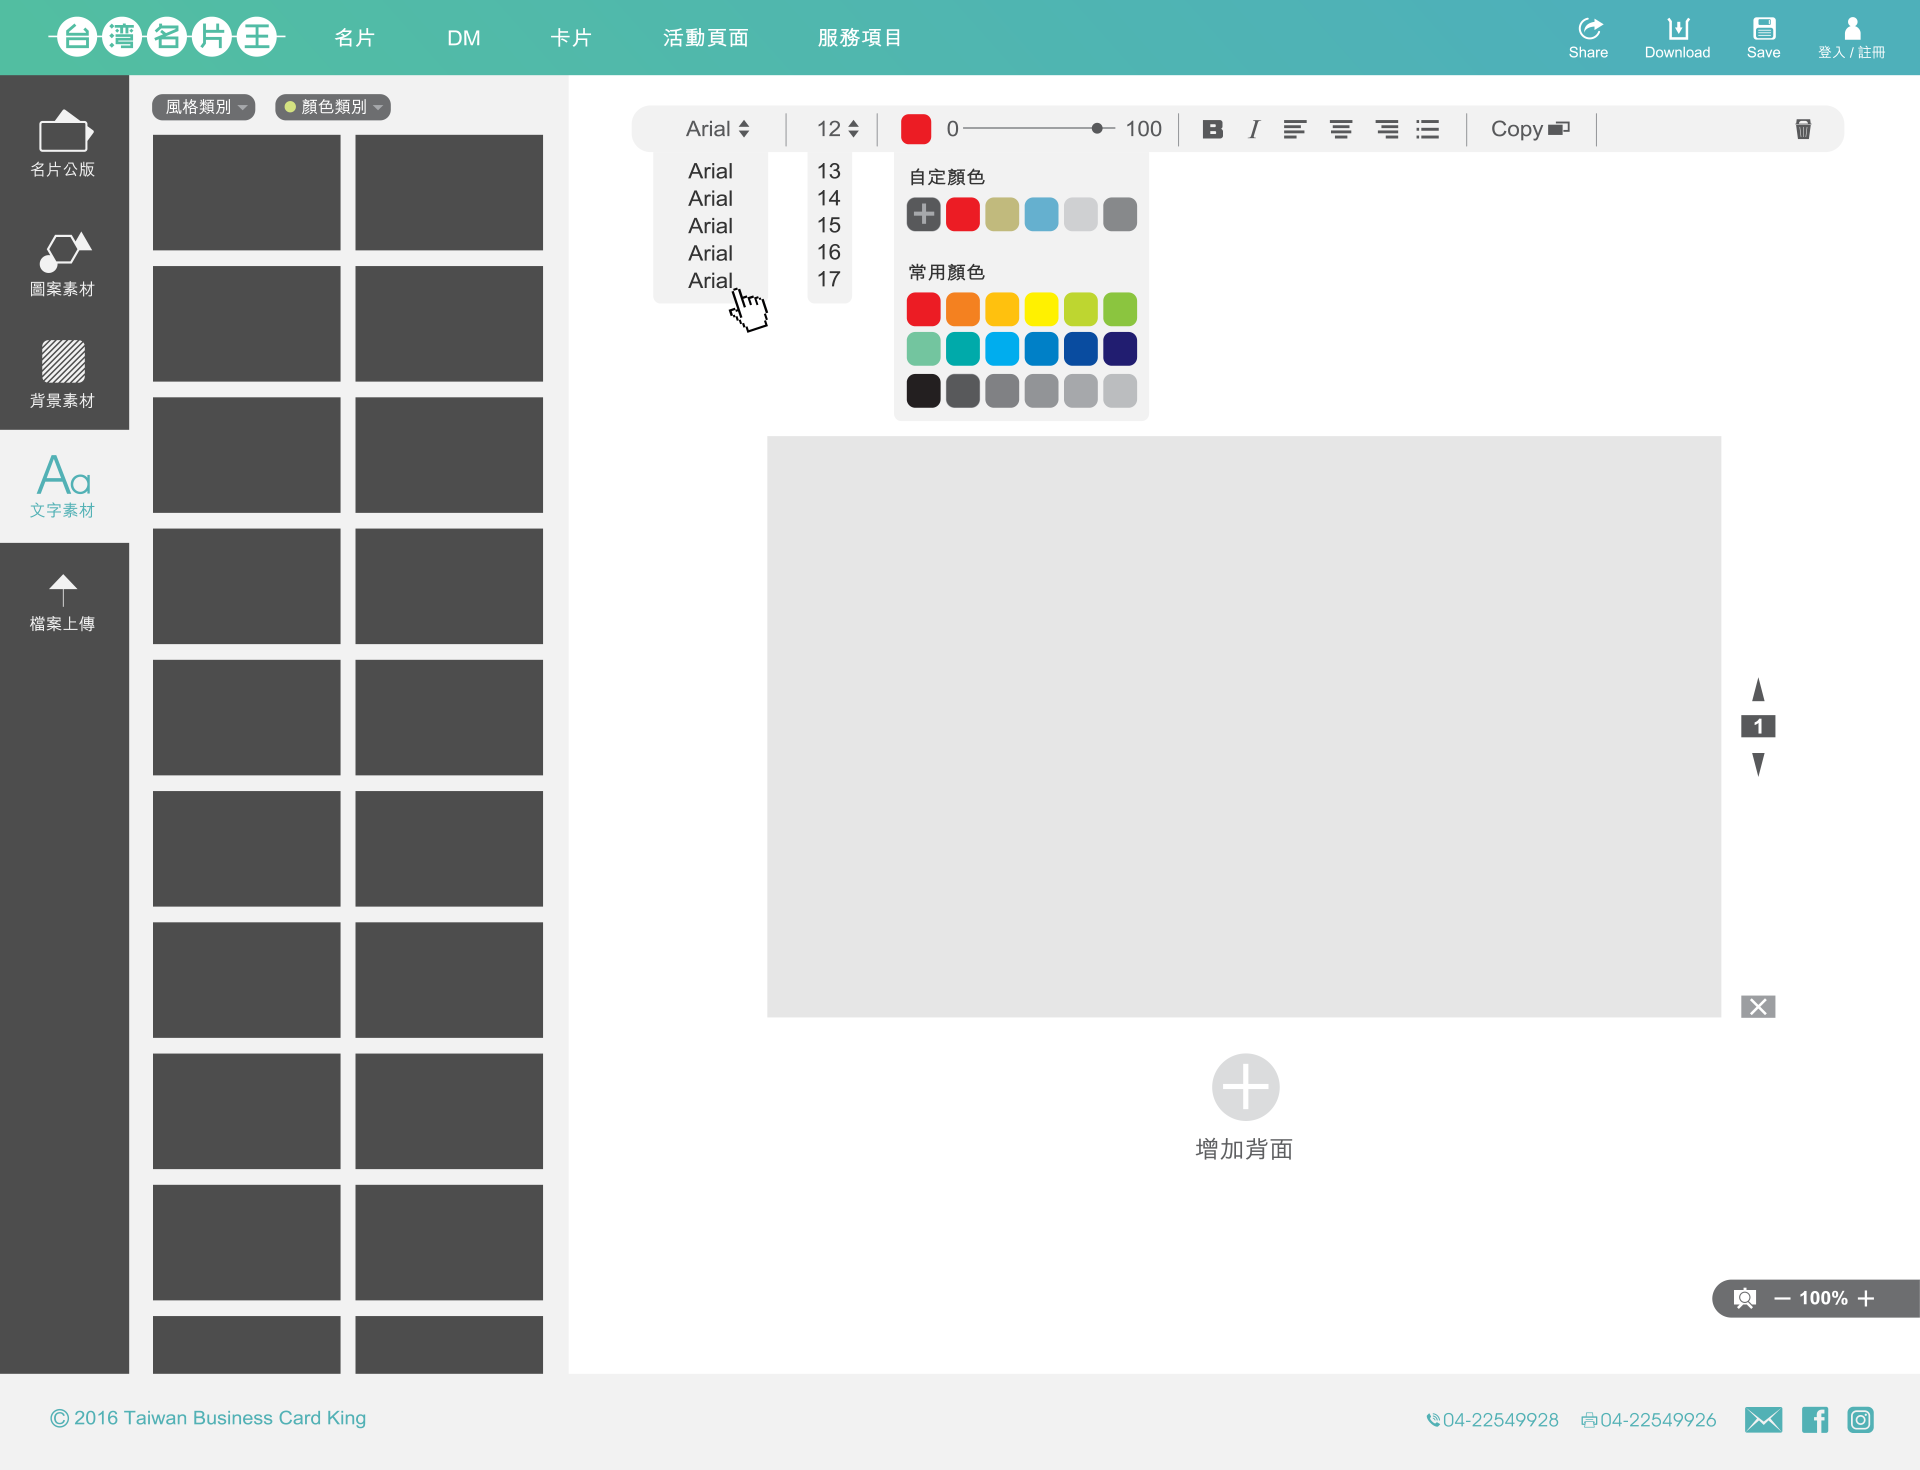 台灣名片王
名片 DM 卡片 活動頁面 服務項目
Share Download Save 登入 / 註冊
風格類別 顏色類別
名片公版
圖案素材
背景素材
Aa
文字素材
檔案上傳
Arial 12 0 100 B I Copy
Arial
Arial
Arial
Arial
Arial
13
14
15
16
17
自定顏色
常用顏色
1
增加背面
100%
© 2016 Taiwan Business Card King
04-22549928 04-22549926